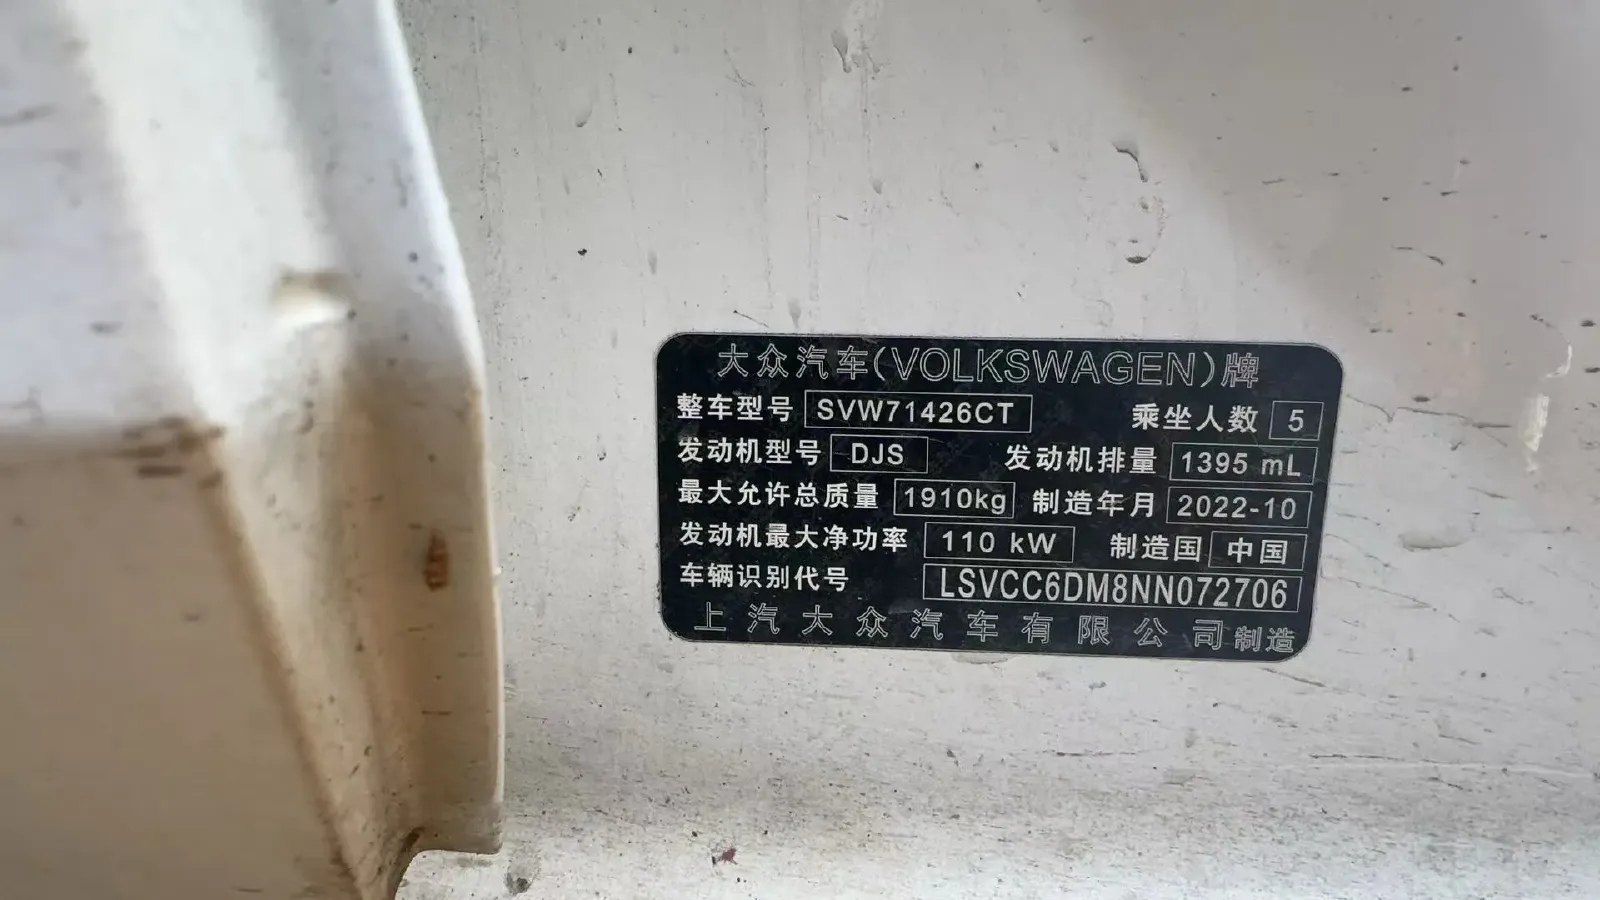 大众汽车(VOLKSWAGEN)牌
整车型号 SVW71426CT 乘坐人数 5
发动机型号 DJS 发动机排量 1395 mL
最大允许总质量 1910kg 制造年月 2022-10
发动机最大净功率 110 kW 制造国 中国
车辆识别代号 LSVCC6DM8NN072706
上汽大众汽车有限公司制造